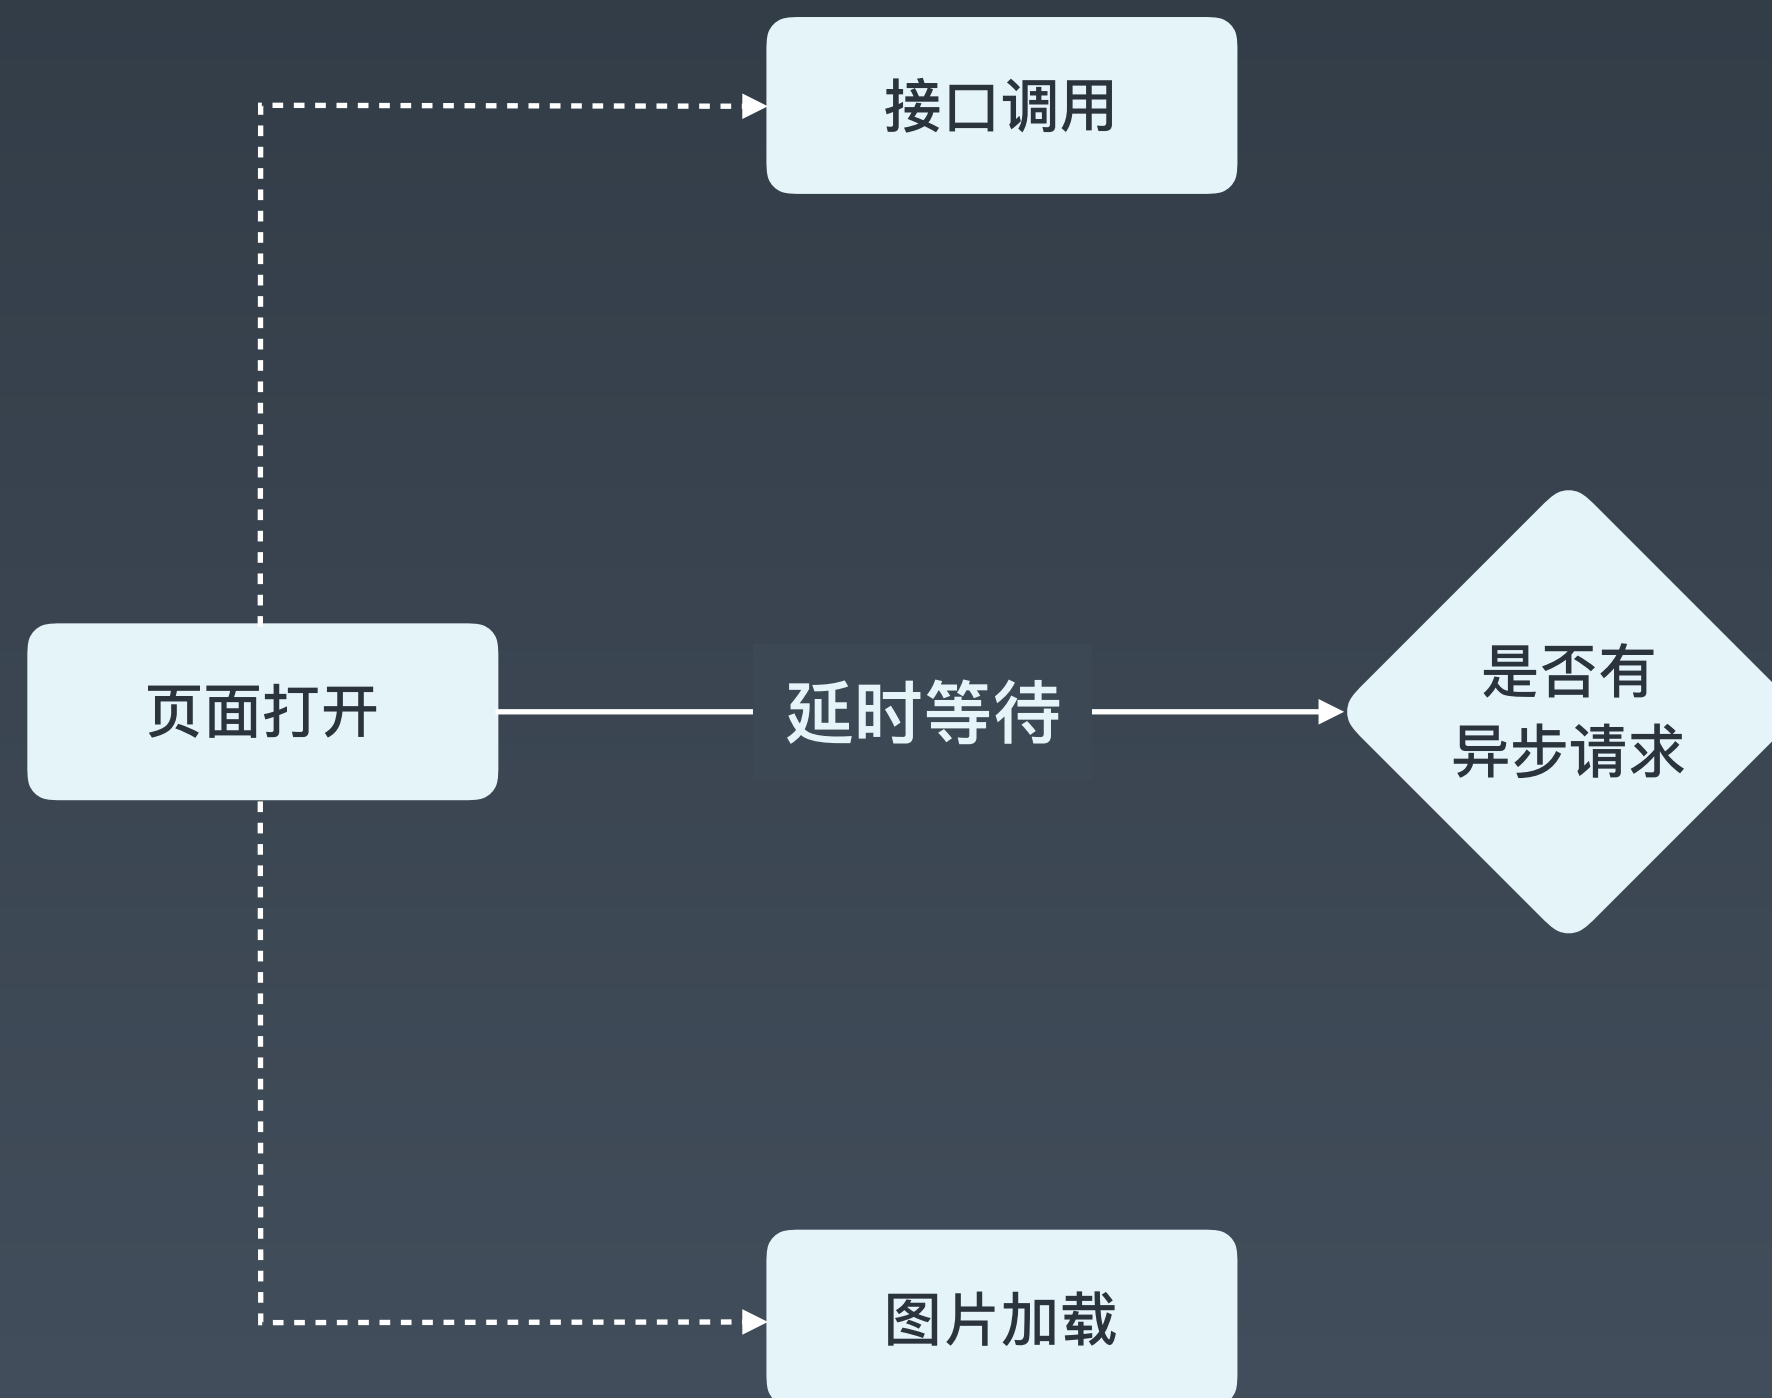 接口调用
页面打开
延时等待
是否有
异步请求
图片加载